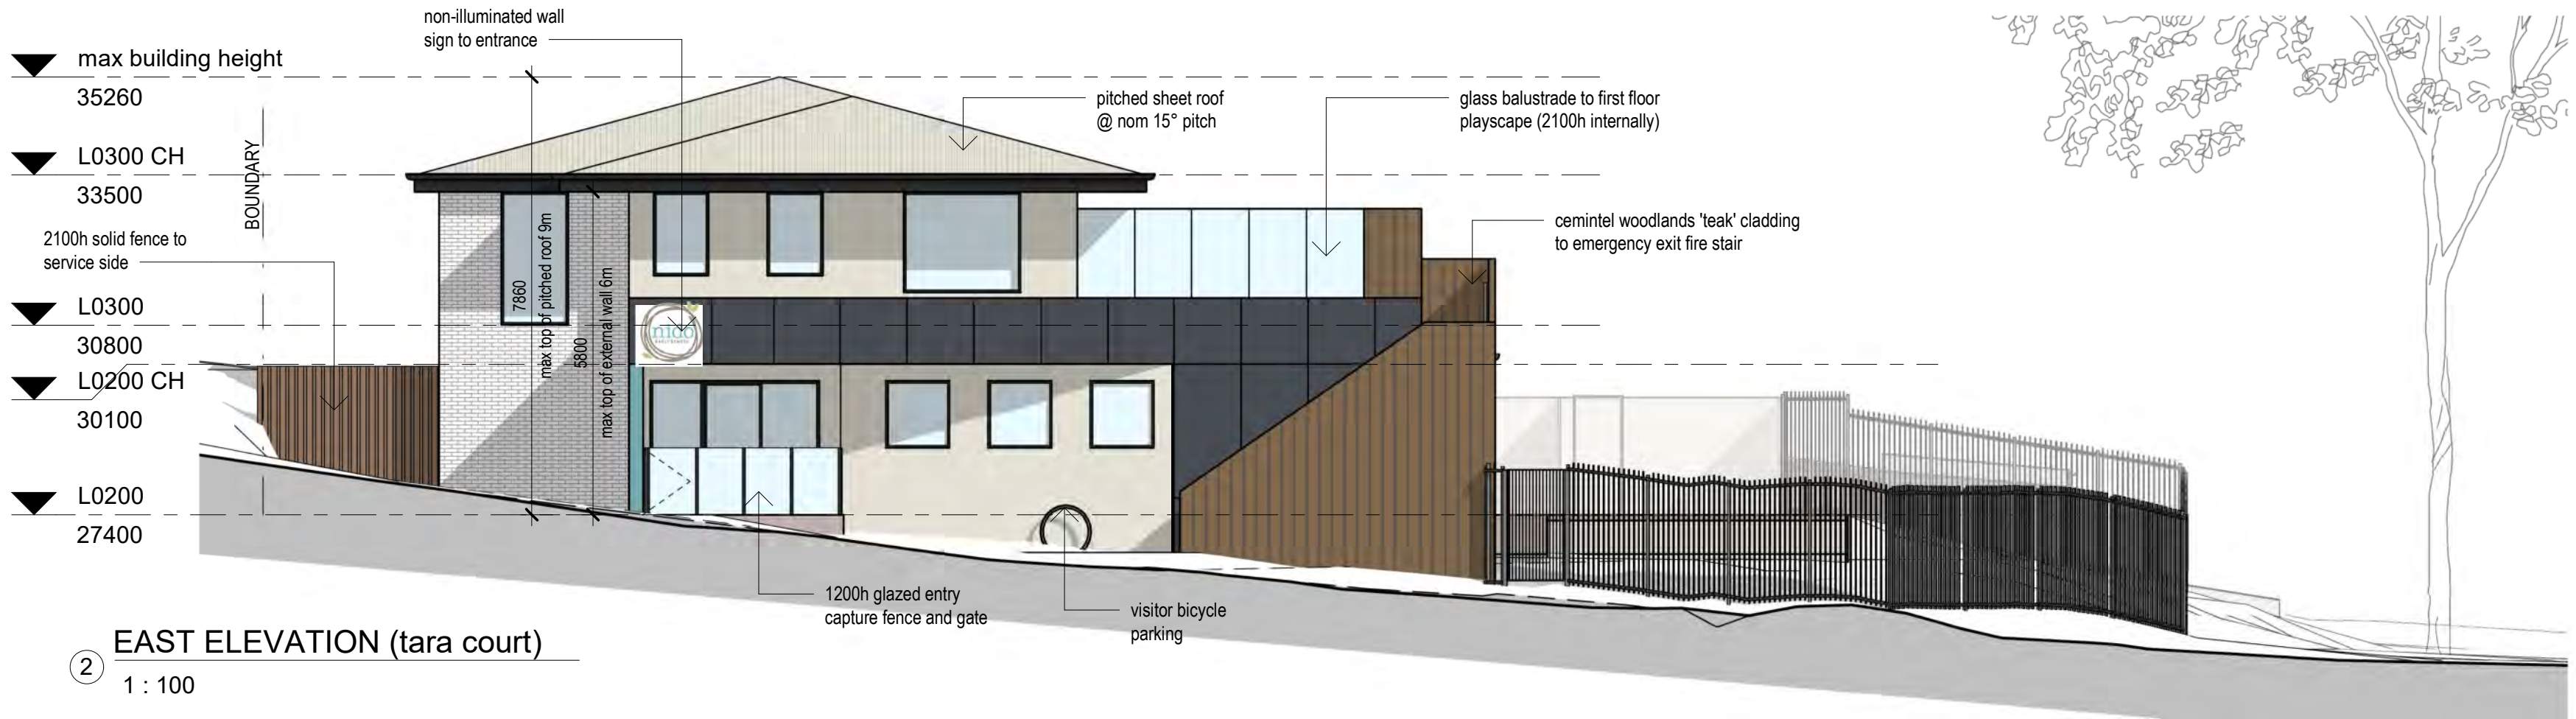 non-illuminated wall
sign to entrance
max building height
35260
pitched sheet roof
@ nom 15° pitch
glass balustrade to first floor
playscape (2100h internally)
L0300 CH
33500
BOUNDARY
2100h solid fence to
service side
cemintel woodlands 'teak' cladding
to emergency exit fire stair
7860
max top of pitched roof 9m
5800
max top of external wall 6m
L0300
30800
nido
L0200 CH
30100
L0200
27400
1200h glazed entry
capture fence and gate
visitor bicycle
parking
2
EAST ELEVATION (tara court)
1 : 100